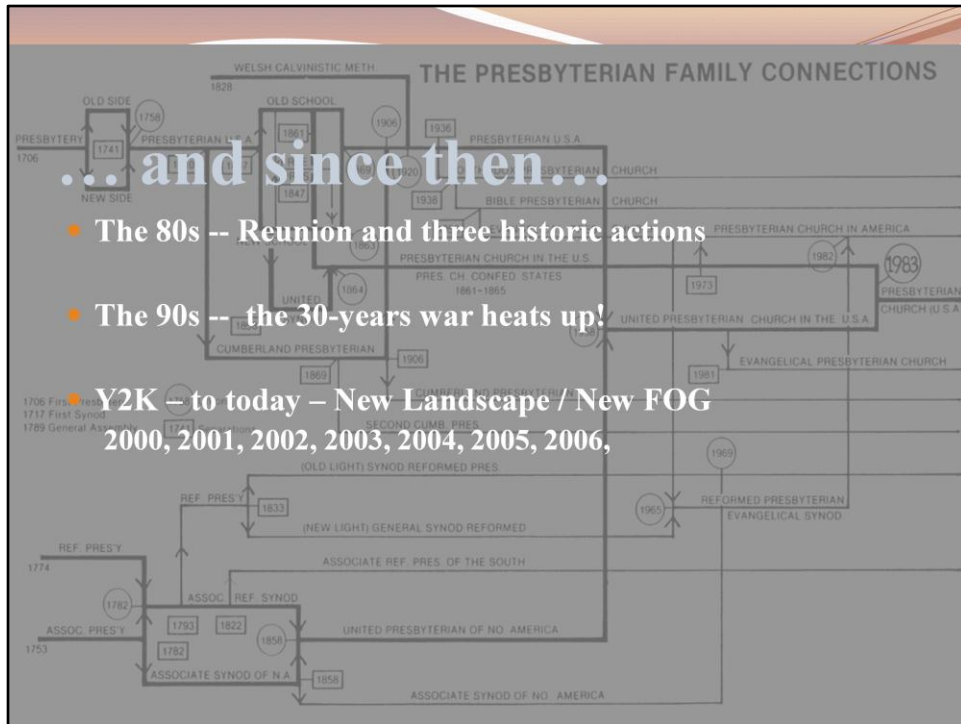 WELSH CALVINISTIC METH.
THE PRESBYTERIAN FAMILY CONNECTIONS
1828
OLD SIDE
1758
OLD SCHOOL
1906
1936
PRESBYTERY
PRESBYTERIAN U.S.A.
1861
PRESBYTERIAN U.S.A.
1706
1741
1920
CHURCH
… and since then…
NEW SIDE
1847
1938
BIBLE PRESBYTERIAN CHURCH
• The 80s -- Reunion and three historic actions
PRESBYTERIAN CHURCH IN AMERICA
1863
1982
1983
PRESBYTERIAN CHURCH IN THE U.S.
PRES. CH. CONFED. STATES
1861-1865
1864
1973
PRESBYTERIAN
CHURCH (U.S.A
UNITED
• The 90s -- the 30-years war heats up!
UNITED PRESBYTERIAN CHURCH IN THE U.S.A.
CUMBERLAND PRESBYTERIAN
1906
EVANGELICAL PRESBYTERIAN CHURCH
1869
1981
• Y2K – to today – New Landscape / New FOG
CUMBERLAND PRESBYTERIAN
1706 First
1717 First Synod
1789 General Assembly
1741
SECOND CUMB. PRES.
2000, 2001, 2002, 2003, 2004, 2005, 2006,
1969
(OLD LIGHT) SYNOD REFORMED PRES.
REF. PRES'Y
1833
1965
REFORMED PRESBYTERIAN
EVANGELICAL SYNOD
(NEW LIGHT) GENERAL SYNOD REFORMED
REF. PRES'Y
1774
ASSOCIATE REF. PRES. OF THE SOUTH
1782
ASSOC. REF. SYNOD
1793
1822
1858
UNITED PRESBYTERIAN OF NO. AMERICA
ASSOC. PRES'Y
1753
1782
ASSOCIATE SYNOD OF N.A.
1858
ASSOCIATE SYNOD OF NO. AMERICA